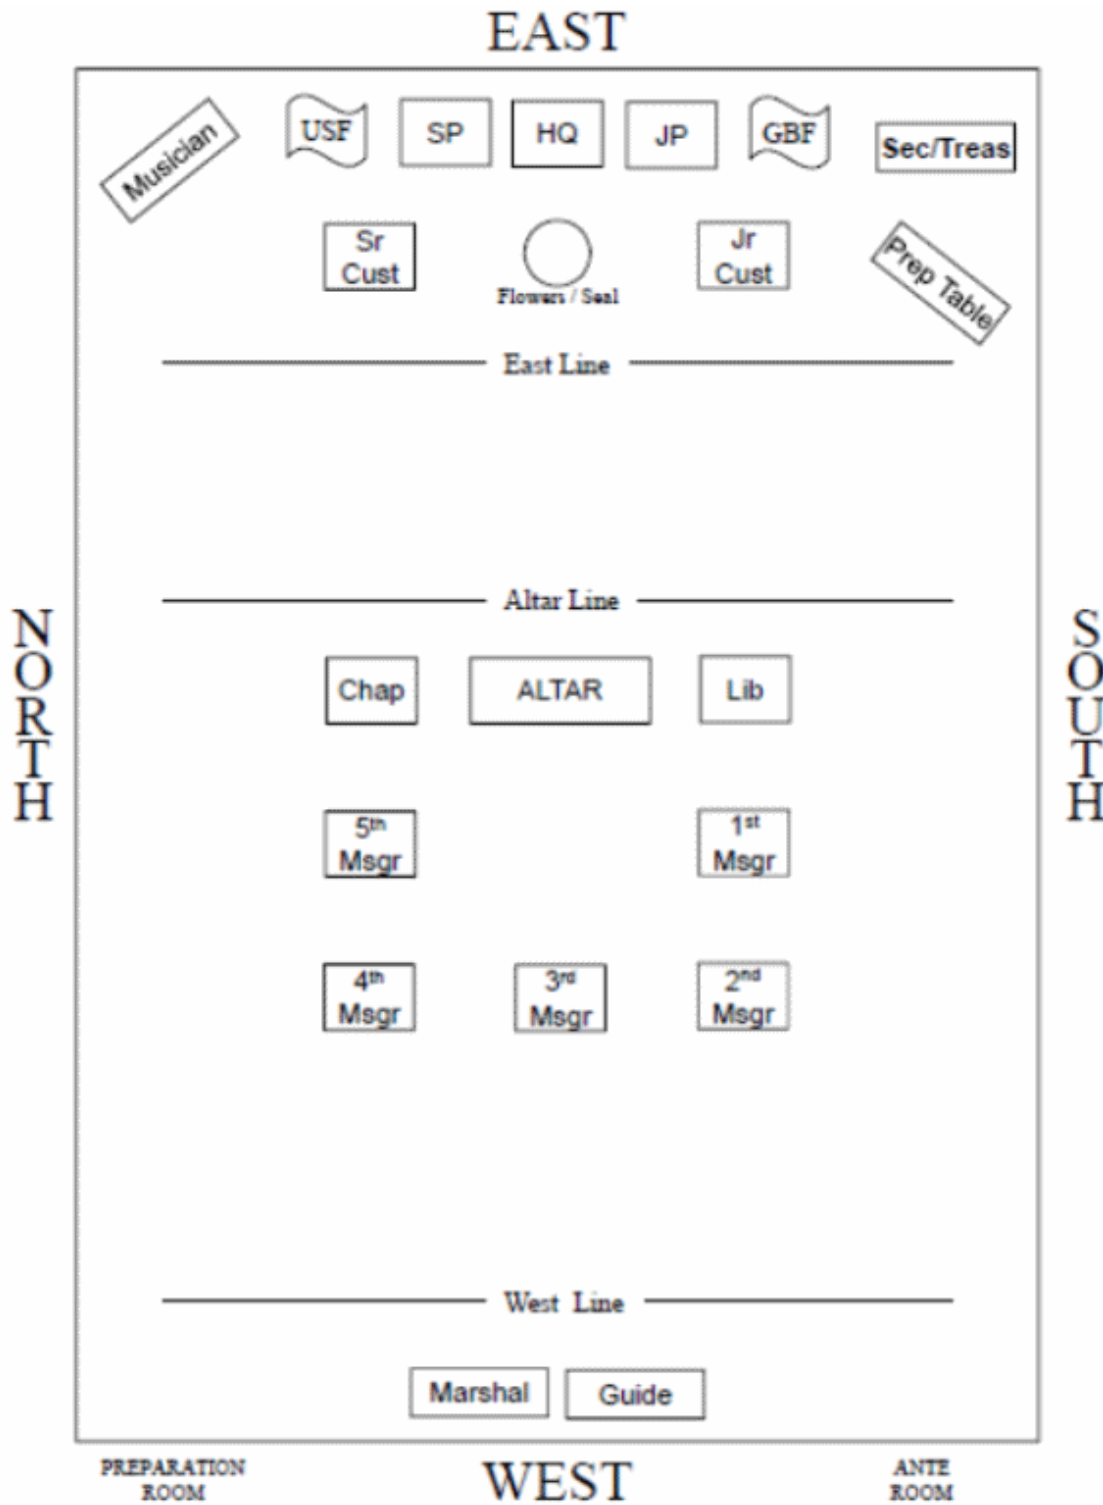 EAST
Musician
USF
SP
HQ
JP
GBF
Sec/Treas
Sr
Cust
Flowers / Seal
Jr
Cust
Prep Table
East Line
Altar Line
NORTH
SOUTH
Chap
ALTAR
Lib
5th
Msgr
1st
Msgr
4th
Msgr
3rd
Msgr
2nd
Msgr
West Line
Marshal
Guide
PREPARATION
ROOM
WEST
ANTE
ROOM